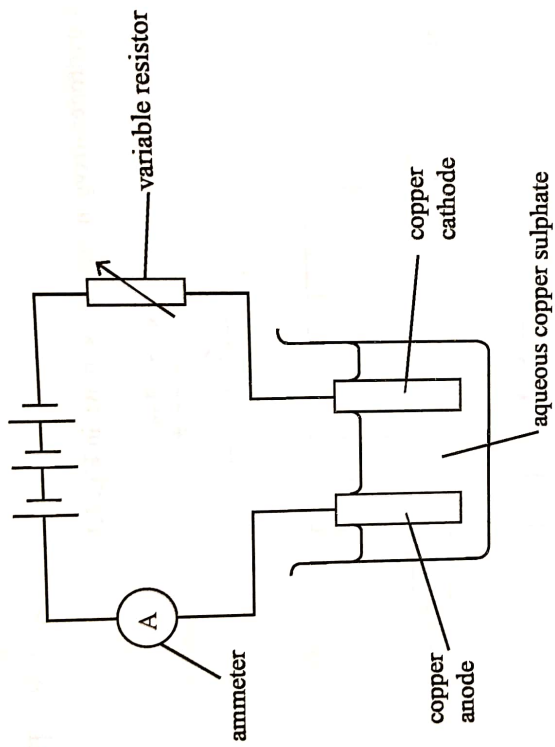 variable resistor
A
ammeter
copper
cathode
copper
anode
aqueous copper sulphate